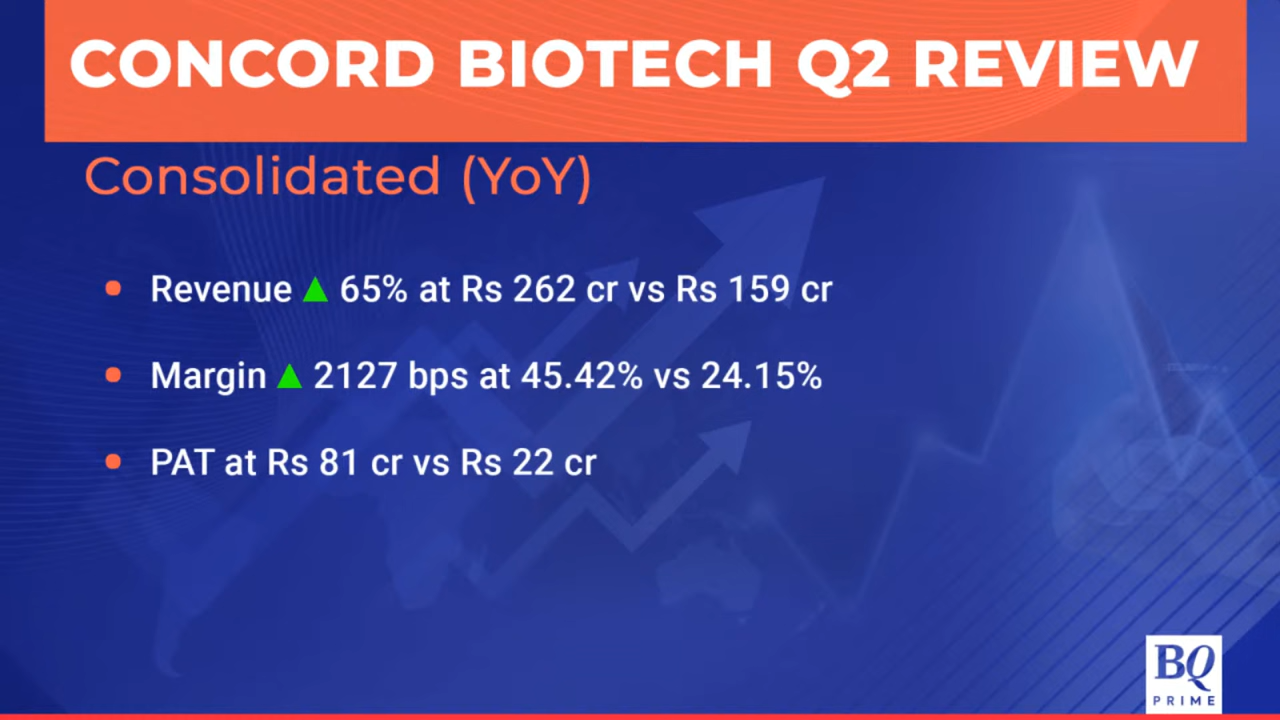 CONCORD BIOTECH Q2 REVIEW
Consolidated (YoY)
• Revenue ▲ 65% at Rs 262 cr vs Rs 159 cr
• Margin ▲ 2127 bps at 45.42% vs 24.15%
• PAT at Rs 81 cr vs Rs 22 cr
BQ
PRIME